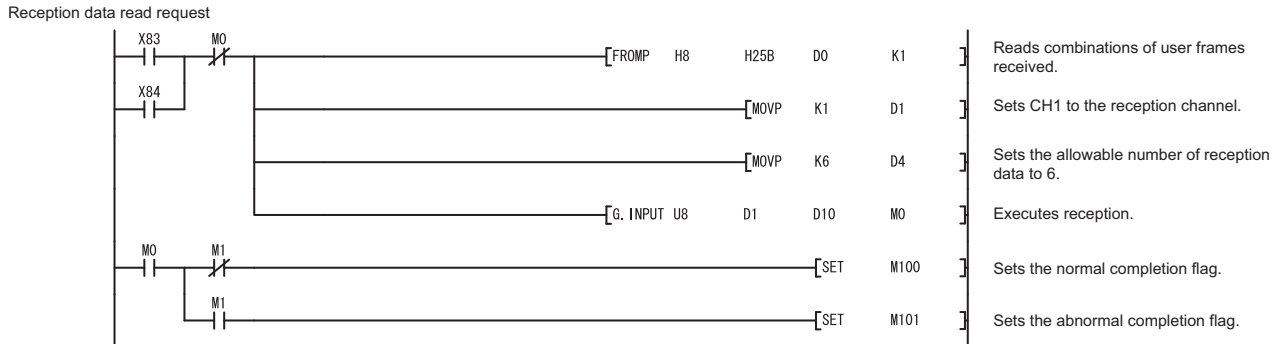 Reception data read request
X83 M0
[FROMP H8 H25B D0 K1]
Reads combinations of user frames
received.
X84
[MOVP K1 D1]
Sets CH1 to the reception channel.
[MOVP K6 D4]
Sets the allowable number of reception
data to 6.
[G.INPUT U8 D1 D10 M0]
Executes reception.
M0 M1
[SET M100]
Sets the normal completion flag.
M1
[SET M101]
Sets the abnormal completion flag.